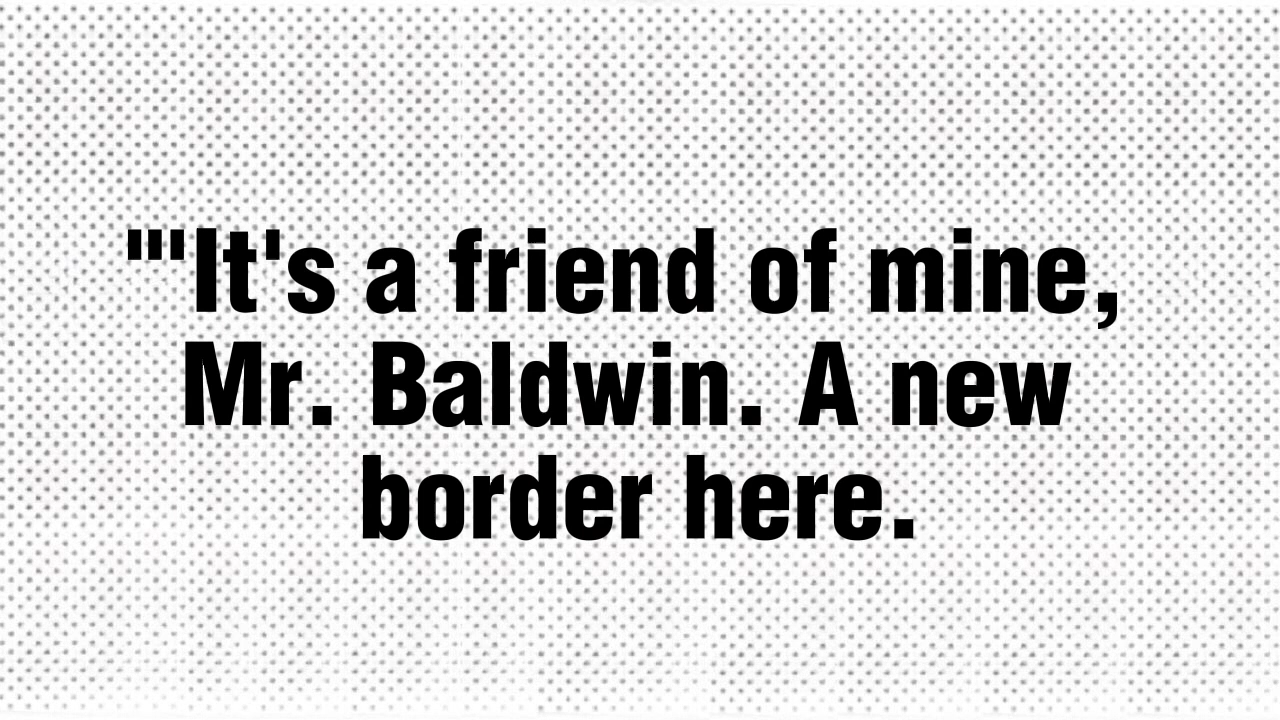 "'It's a friend of mine,
Mr. Baldwin. A new
border here.